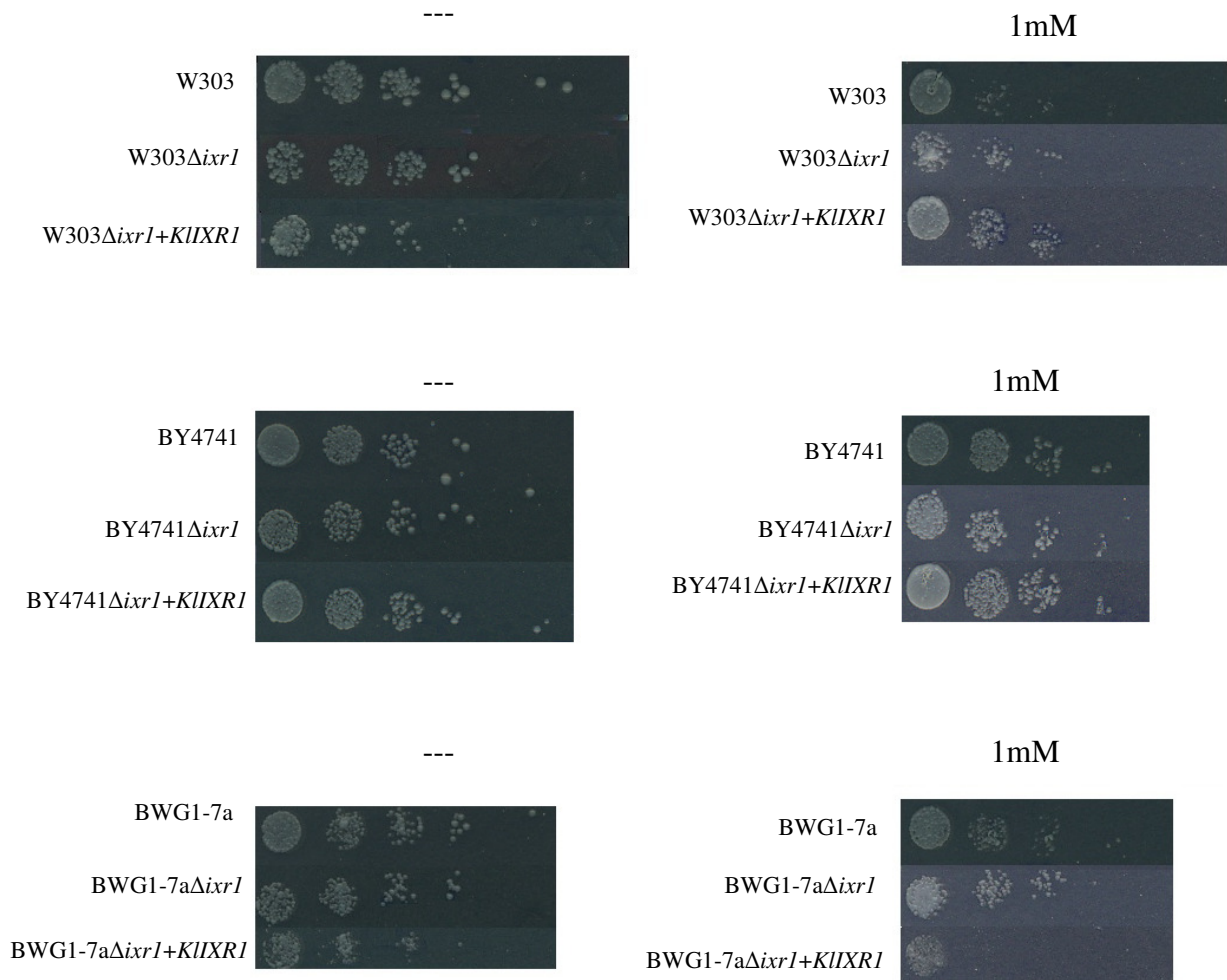 ---
1mM
W303
W303
W303Δixr1
W303Δixr1
W303Δixr1+KlIXR1
W303Δixr1+KlIXR1
---
1mM
BY4741
BY4741
BY4741Δixr1
BY4741Δixr1
BY4741Δixr1+KlIXR1
BY4741Δixr1+KlIXR1
---
1mM
BWG1-7a
BWG1-7a
BWG1-7aΔixr1
BWG1-7aΔixr1
BWG1-7aΔixr1+KlIXR1
BWG1-7aΔixr1+KlIXR1